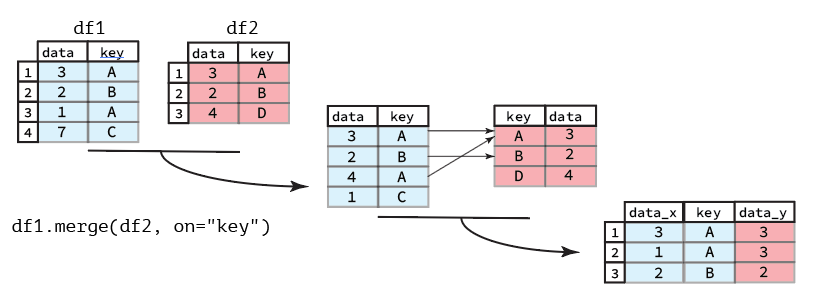 df1
data key
1 3 A
2 2 B
3 1 A
4 7 C
df2
data key
1 3 A
2 2 B
3 4 D
data key
3 A
2 B
4 A
1 C
key data
A 3
B 2
D 4
df1.merge(df2, on="key")
data_x key data_y
1 3 A 3
2 1 A 3
3 2 B 2